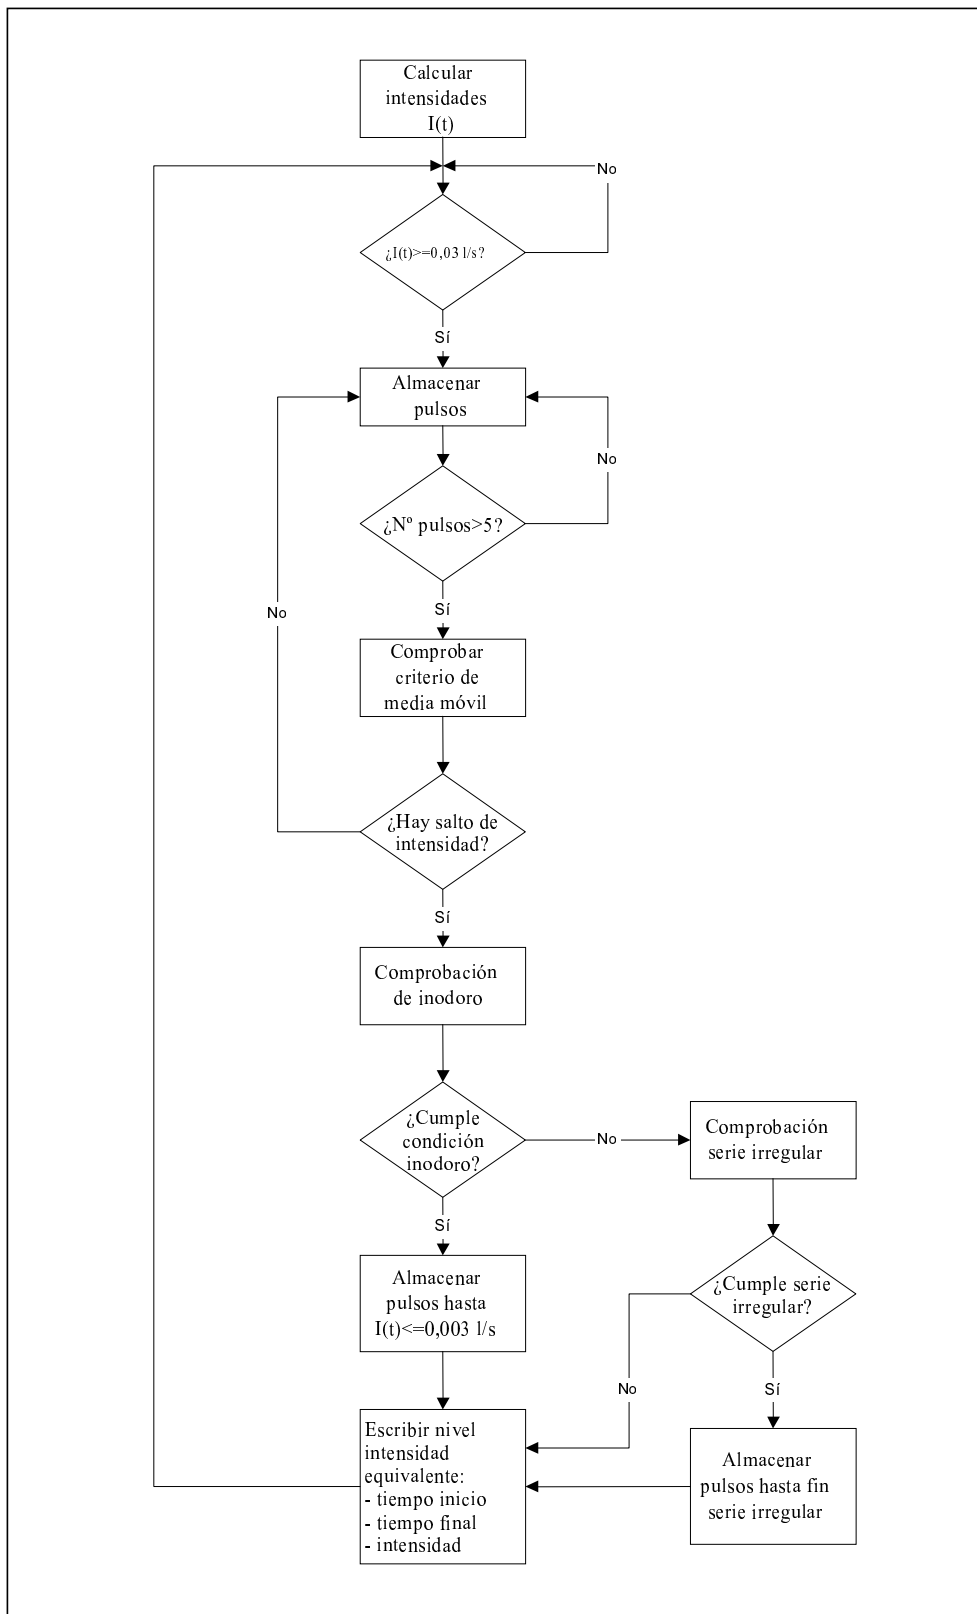 Calcular
intensidades
I(t)
No
¿I(t)>=0,03 l/s?
Sí
Almacenar
pulsos
No
¿Nº pulsos>5?
Sí
No
Comprobar
criterio de
media móvil
¿Hay salto de
intensidad?
Sí
Comprobación
de inodoro
¿Cumple
condición
inodoro?
No
Comprobación
serie irregular
Sí
Almacenar
pulsos hasta
I(t)<=0,003 l/s
¿Cumple serie
irregular?
No
Sí
Escribir nivel
intensidad
equivalente:
- tiempo inicio
- tiempo final
- intensidad
Almacenar
pulsos hasta fin
serie irregular